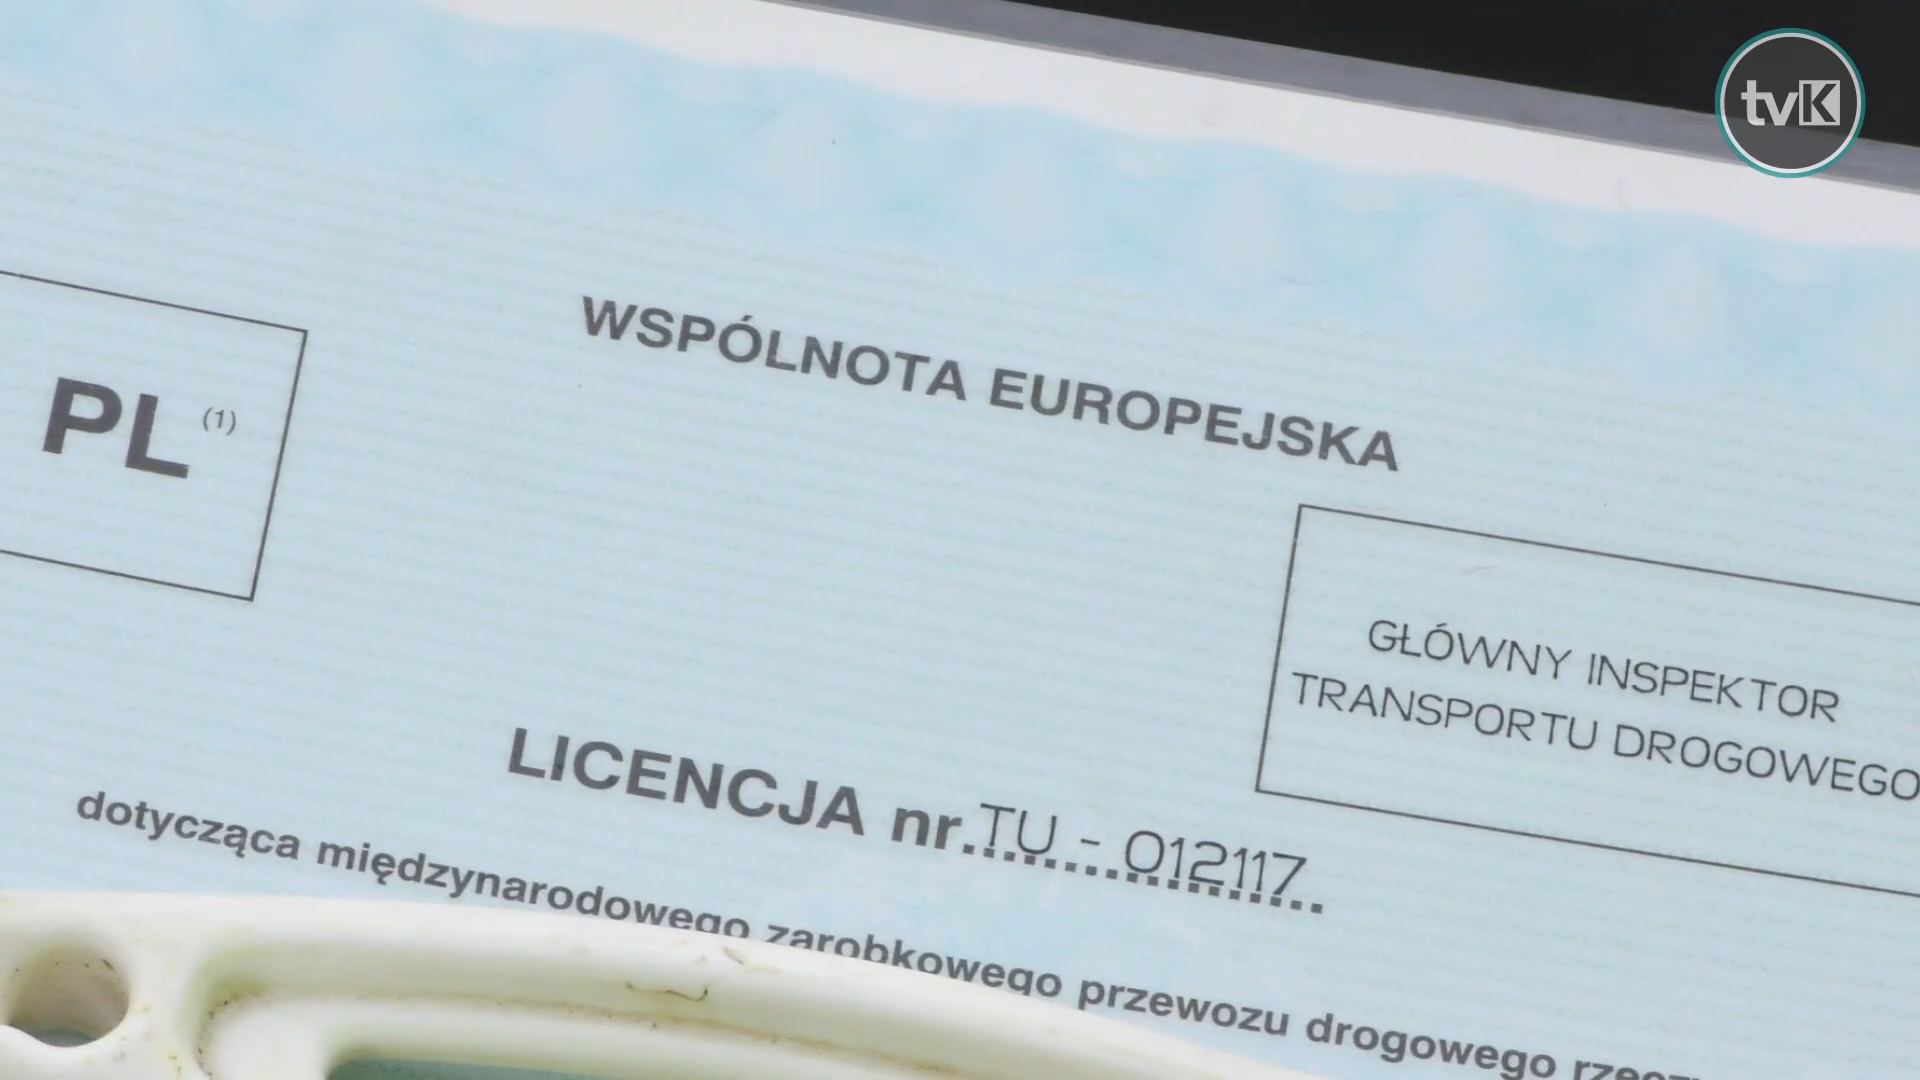 tvK
WSPÓLNOTA EUROPEJSKA
PL (1)
GŁÓWNY INSPEKTOR
TRANSPORTU DROGOWEGO
LICENCJA nr. TU - 012117
dotycząca międzynarodowego zarobkowego przewozu drogowego